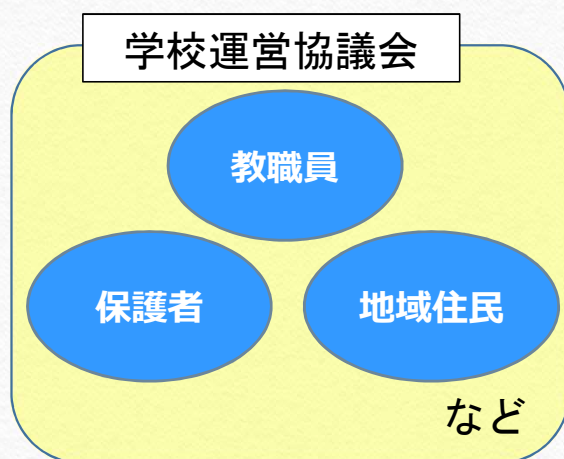 学校運営協議会
教職員
保護者
地域住民
など